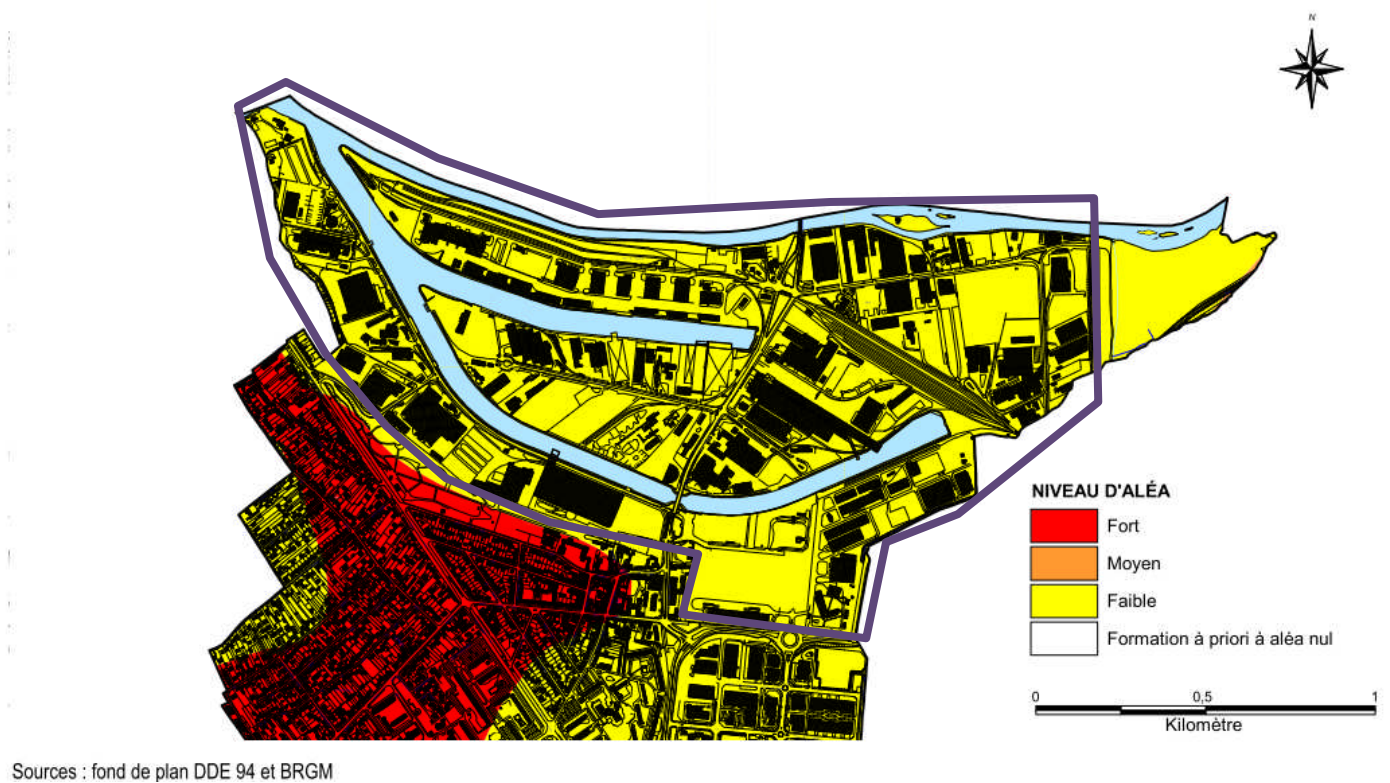 N
NIVEAU D'ALÉA
Fort
Moyen
Faible
Formation à priori à aléa nul
0 0,5 1
Kilomètre
Sources : fond de plan DDE 94 et BRGM